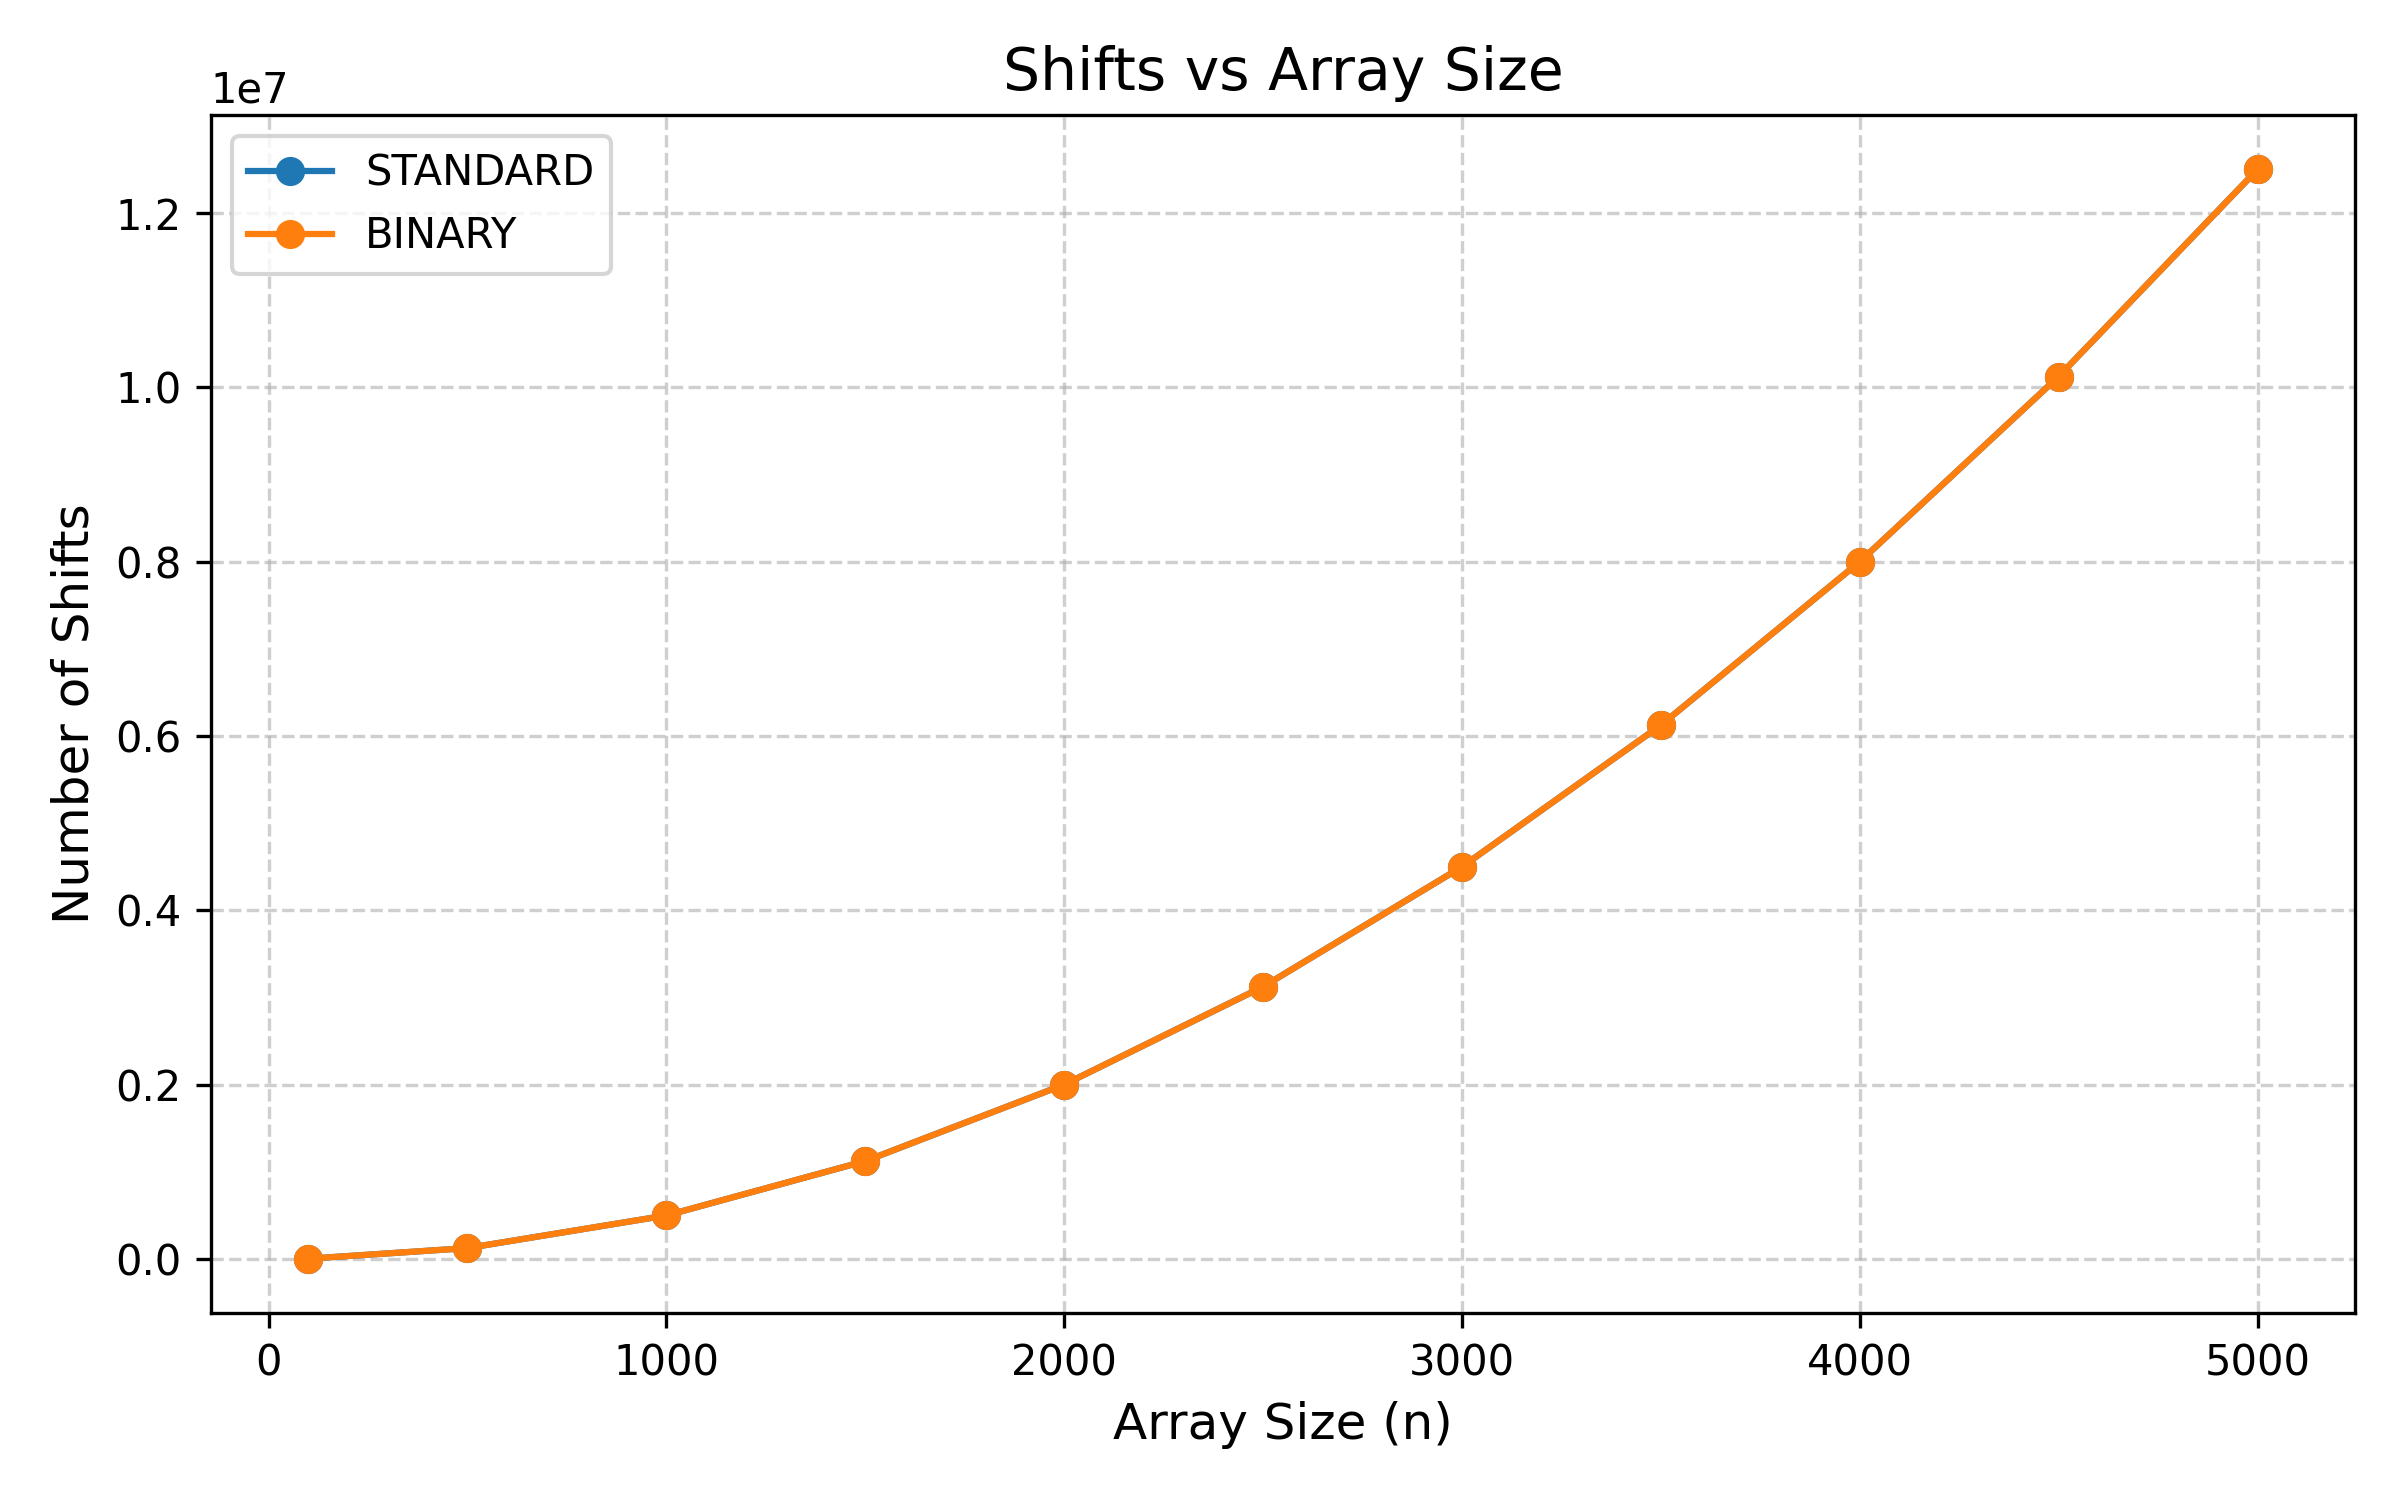 Shifts vs Array Size
1e7
STANDARD
BINARY
1.2
1.0
0.8
0.6
0.4
0.2
0.0
Number of Shifts
0 1000 2000 3000 4000 5000
Array Size (n)